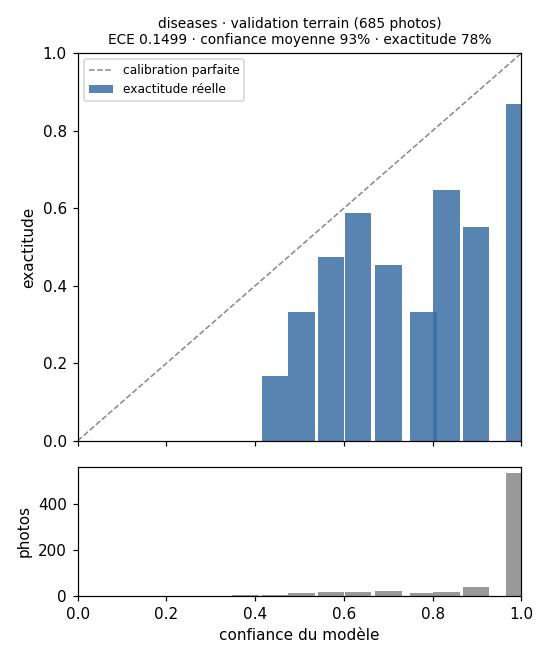 diseases · validation terrain (685 photos)
ECE 0.1499 · confiance moyenne 93% · exactitude 78%
1.0
calibration parfaite
exactitude réelle
0.8
0.6
exactitude
0.4
0.2
0.0
400
photos
200
0
0.0 0.2 0.4 0.6 0.8 1.0
confiance du modèle